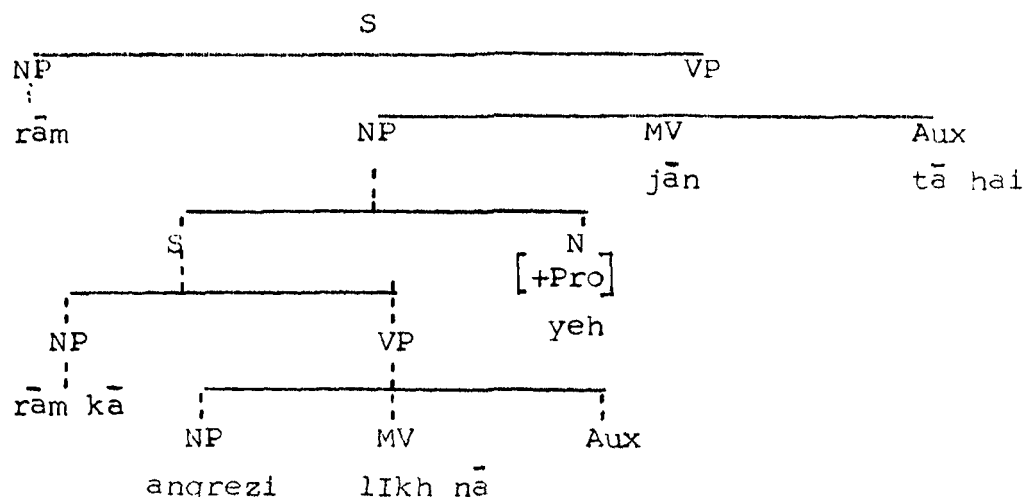 S
NP VP
rām NP MV Aux
jān tā hai
S N
[+Pro]
NP VP yeh
rām kā
NP MV Aux
angrezi lIkh nā